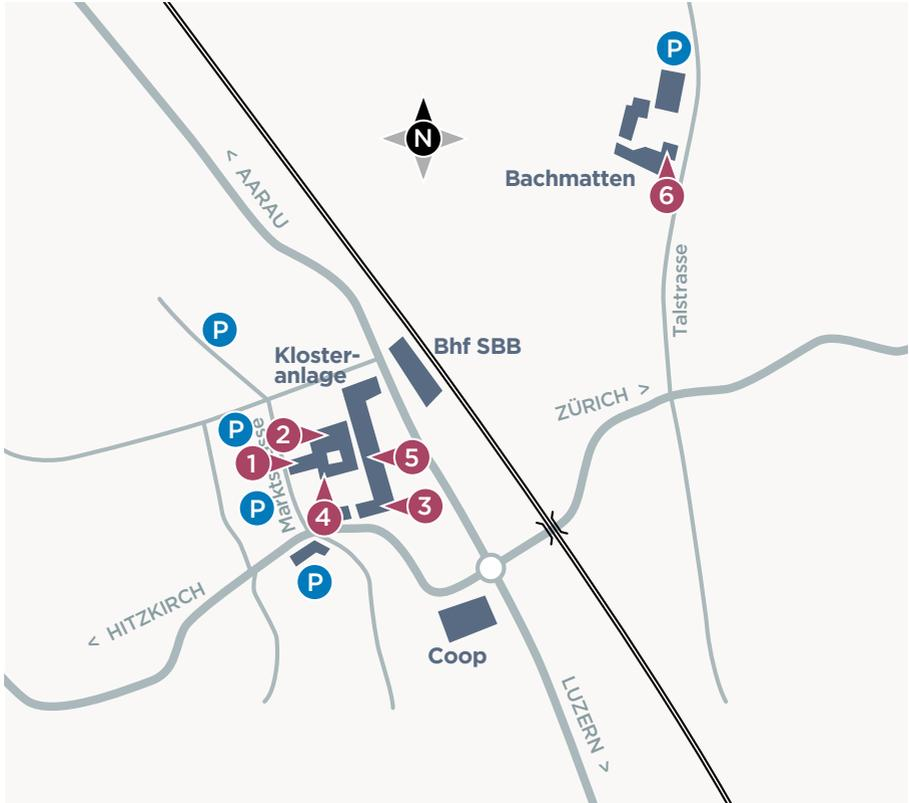 P
N
Bachmatten
6
< AARAU
Talstrasse
P
Kloster-
anlage
Bhf SBB
ZÜRICH >
P
2
1
5
Marktstrasse
P
3
4
P
< HITZKIRCH
Coop
LUZERN >